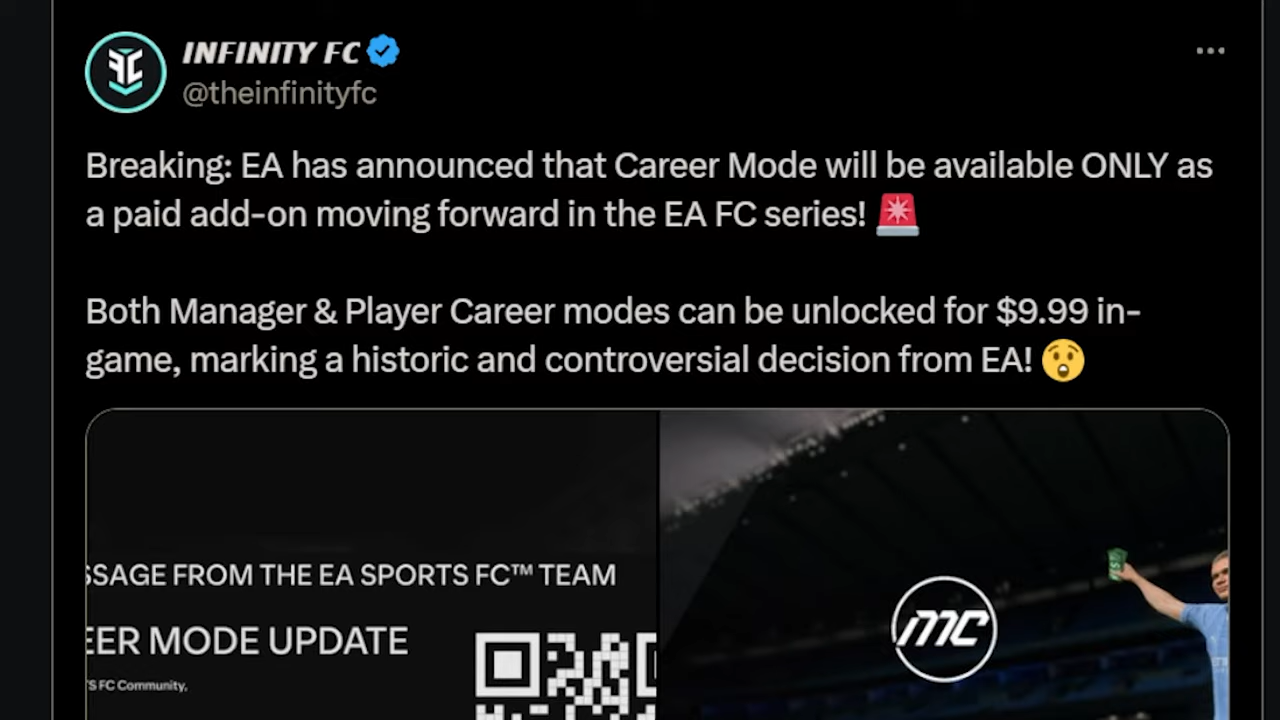 INFINITY FC
@theinfinityfc
Breaking: EA has announced that Career Mode will be available ONLY as
a paid add-on moving forward in the EA FC series! 🚨
Both Manager & Player Career modes can be unlocked for $9.99 in-
game, marking a historic and controversial decision from EA! 😲
SSAGE FROM THE EA SPORTS FC™ TEAM
EER MODE UPDATE
'S FC Community,
MC